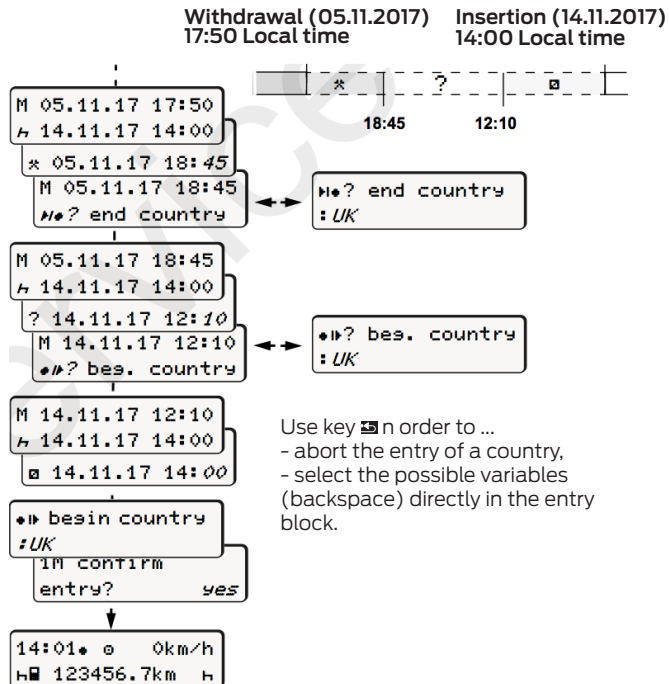 Withdrawal (05.11.2017) Insertion (14.11.2017)
17:50 Local time 14:00 Local time
?
18:45 12:10
M 05.11.17 17:50
14.11.17 14:00
05.11.17 18:45
M 05.11.17 18:45
? end country
? end country
:UK
M 05.11.17 18:45
14.11.17 14:00
? 14.11.17 12:10
M 14.11.17 12:10
? beg. country
? beg. country
:UK
M 14.11.17 12:10
14.11.17 14:00
14.11.17 14:00
Use key n order to ...
- abort the entry of a country,
- select the possible variables
(backspace) directly in the entry
block.
begin country
:UK
1M confirm
entry? yes
14:01 0km/h
123456.7km
service